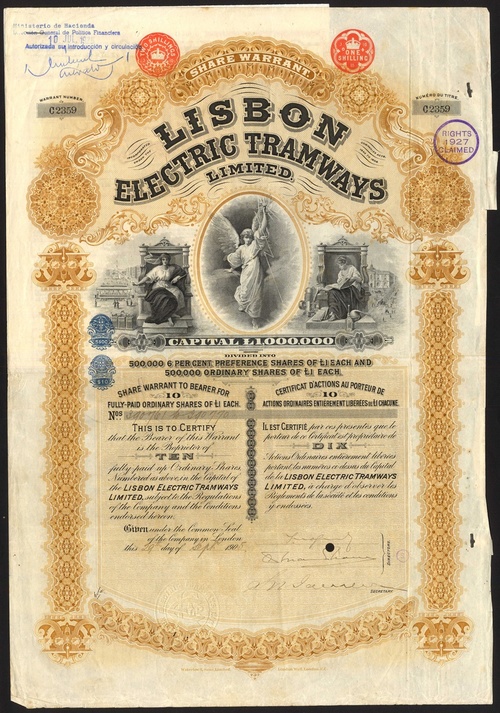 Ministerio de Hacienda
General de Política Financiera
10 JUL
Autorizada su introducción y circulación
TWO SHILLINGS
ONE SHILLING
SHARE WARRANT
WARRANT NUMBER
C2359
NUMÉRO DU TITRE
C2359
LISBON
ELECTRIC TRAMWAYS
LIMITED.
RIGHTS
1927
CLAIMED
CAPITAL £1,000,000
DIVIDED INTO
500,000 6 PER CENT. PREFERENCE SHARES OF £1 EACH AND
500,000 ORDINARY SHARES OF £1 EACH.
SHARE WARRANT TO BEARER FOR
10
FULLY-PAID ORDINARY SHARES OF £1 EACH.
Nos
THIS IS TO CERTIFY
that the Bearer of this Warrant
is the Proprietor of
TEN
fully paid up Ordinary Shares
Numbered as above, in the Capital of
the LISBON ELECTRIC TRAMWAYS
LIMITED, subject to the Regulations
of the Company and the Conditions
endorsed hereon.
Given under the Common Seal
of the Company in London
this day of Sept. 190
CERTIFICAT D'ACTIONS AU PORTEUR DE
10
ACTIONS ORDINAIRES ENTIÈREMENT LIBÉRÉES DE £1 CHACUNE.
IL EST CERTIFIÉ par ces présentes que le
porteur de ce Certificat est propriétaire de
DIX
Actions Ordinaires entièrement libérées
portant les numéros ci-dessus du Capital
de la LISBON ELECTRIC TRAMWAYS
LIMITED, à charge d'observer les
Règlements de la société et les conditions
y endossées.
DIRECTORS
SECRETARY